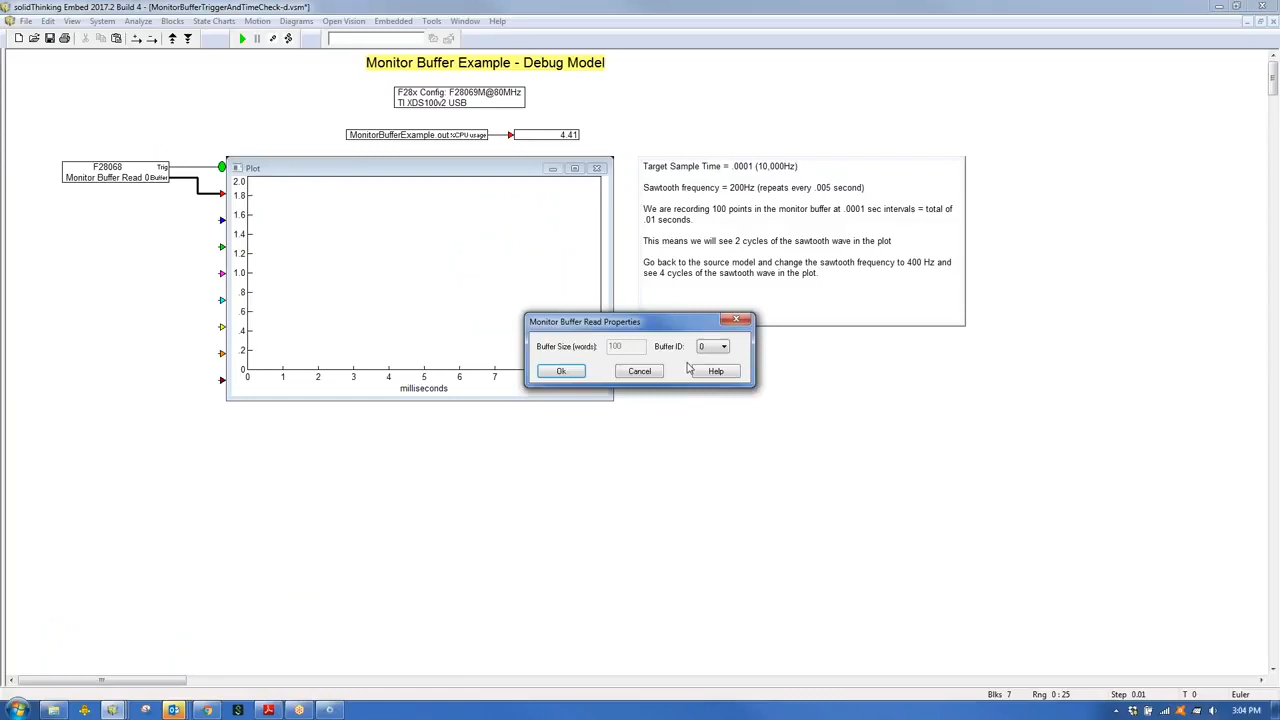 solidThinking Embed 2017.2 Build 4 - [MonitorBufferTriggerAndTimeCheck-d.vsm*]
File Edit View System Analyze Blocks State Charts Motion Diagrams Open Vision Embedded Tools Window Help
Monitor Buffer Example - Debug Model
F28x Config: F28069M@80MHz
TI XDS100v2 USB
MonitorBufferExample.out %CPU usage 4.41
F28068 Trig
Monitor Buffer Read 0 Buffer
Plot
2.0
1.8
1.6
1.4
1.2
1.0
.8
.6
.4
.2
0
0 1 2 3 4 5 6 7
milliseconds
Target Sample Time = .0001 (10,000Hz)
Sawtooth frequency = 200Hz (repeats every .005 second)
We are recording 100 points in the monitor buffer at .0001 sec intervals = total of
.01 seconds.
This means we will see 2 cycles of the sawtooth wave in the plot
Go back to the source model and change the sawtooth frequency to 400 Hz and
see 4 cycles of the sawtooth wave in the plot.
Monitor Buffer Read Properties
Buffer Size (words): 100 Buffer ID: 0
Ok Cancel Help
Blks 7 Rng 0 : 25 Step 0.01 T 0 Euler
3:04 PM